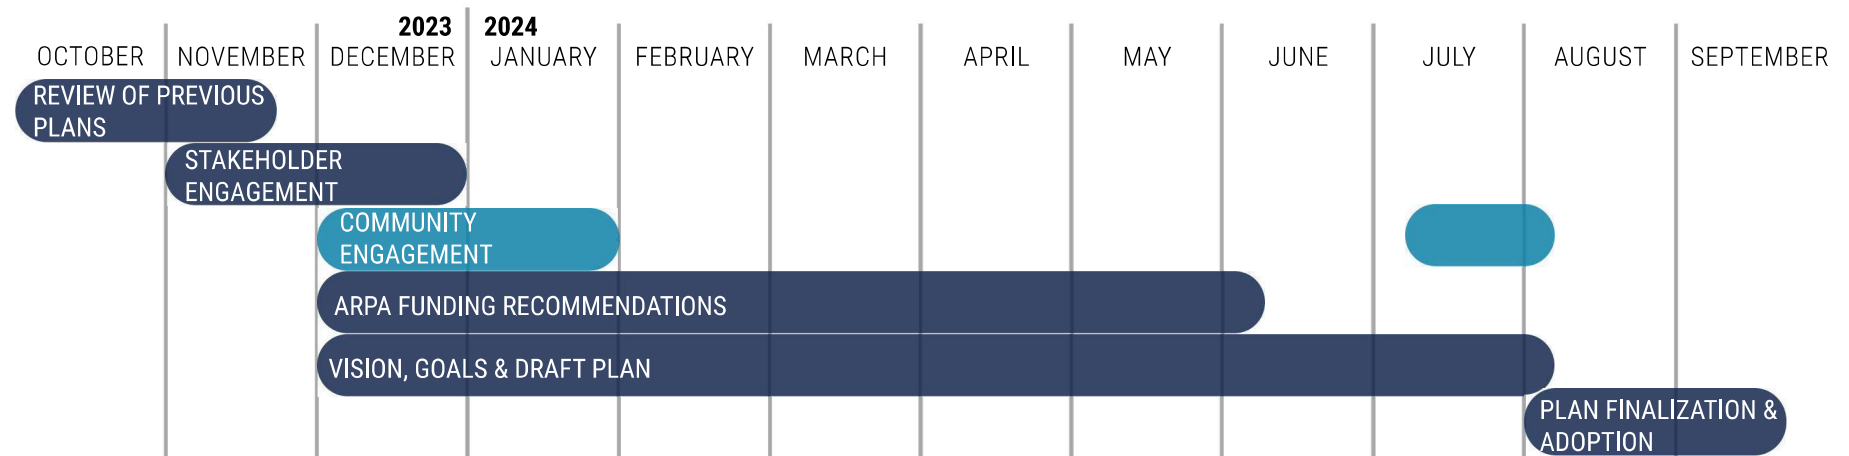 2023 2024
OCTOBER NOVEMBER DECEMBER JANUARY FEBRUARY MARCH APRIL MAY JUNE JULY AUGUST SEPTEMBER
REVIEW OF PREVIOUS
PLANS
STAKEHOLDER
ENGAGEMENT
COMMUNITY
ENGAGEMENT
ARPA FUNDING RECOMMENDATIONS
VISION, GOALS & DRAFT PLAN
PLAN FINALIZATION &
ADOPTION